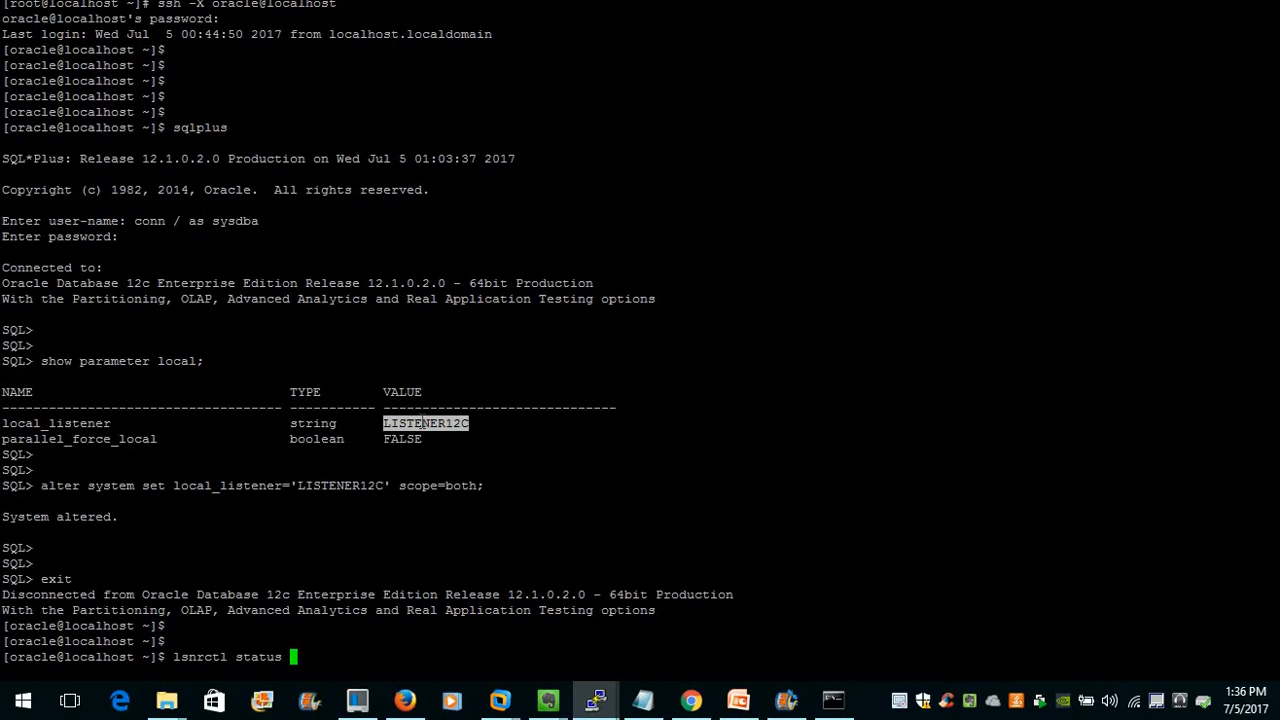 [root@localhost ~]# ssh -X oracle@localhost
oracle@localhost's password:
Last login: Wed Jul  5 00:44:50 2017 from localhost.localdomain
[oracle@localhost ~]$
[oracle@localhost ~]$
[oracle@localhost ~]$
[oracle@localhost ~]$
[oracle@localhost ~]$
[oracle@localhost ~]$ sqlplus
SQL*Plus: Release 12.1.0.2.0 Production on Wed Jul 5 01:03:37 2017
Copyright (c) 1982, 2014, Oracle.  All rights reserved.
Enter user-name: conn / as sysdba
Enter password:
Connected to:
Oracle Database 12c Enterprise Edition Release 12.1.0.2.0 - 64bit Production
With the Partitioning, OLAP, Advanced Analytics and Real Application Testing options
SQL>
SQL>
SQL> show parameter local;
NAME                                 TYPE        VALUE
------------------------------------ ----------- ------------------------------
local_listener                       string      LISTENER12C
parallel_force_local                 boolean     FALSE
SQL>
SQL>
SQL> alter system set local_listener='LISTENER12C' scope=both;
System altered.
SQL>
SQL>
SQL> exit
Disconnected from Oracle Database 12c Enterprise Edition Release 12.1.0.2.0 - 64bit Production
With the Partitioning, OLAP, Advanced Analytics and Real Application Testing options
[oracle@localhost ~]$
[oracle@localhost ~]$
[oracle@localhost ~]$ lsnrctl status
1:36 PM
7/5/2017